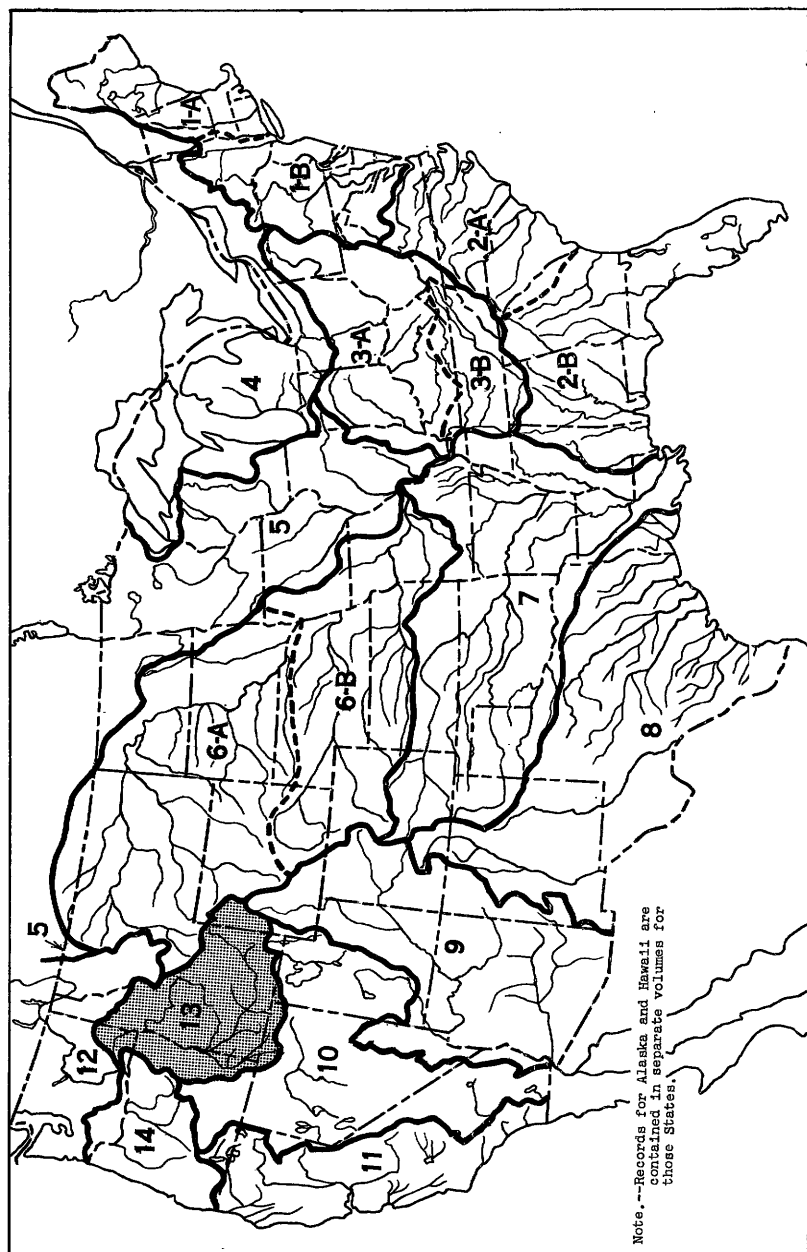 1-A
1-B
2-A
2-B
3-A
3-B
4
5
6-A
6-B
7
8
9
10
11
12
13
14
5
Note.--Records for Alaska and Hawaii are
contained in separate volumes for
those States.